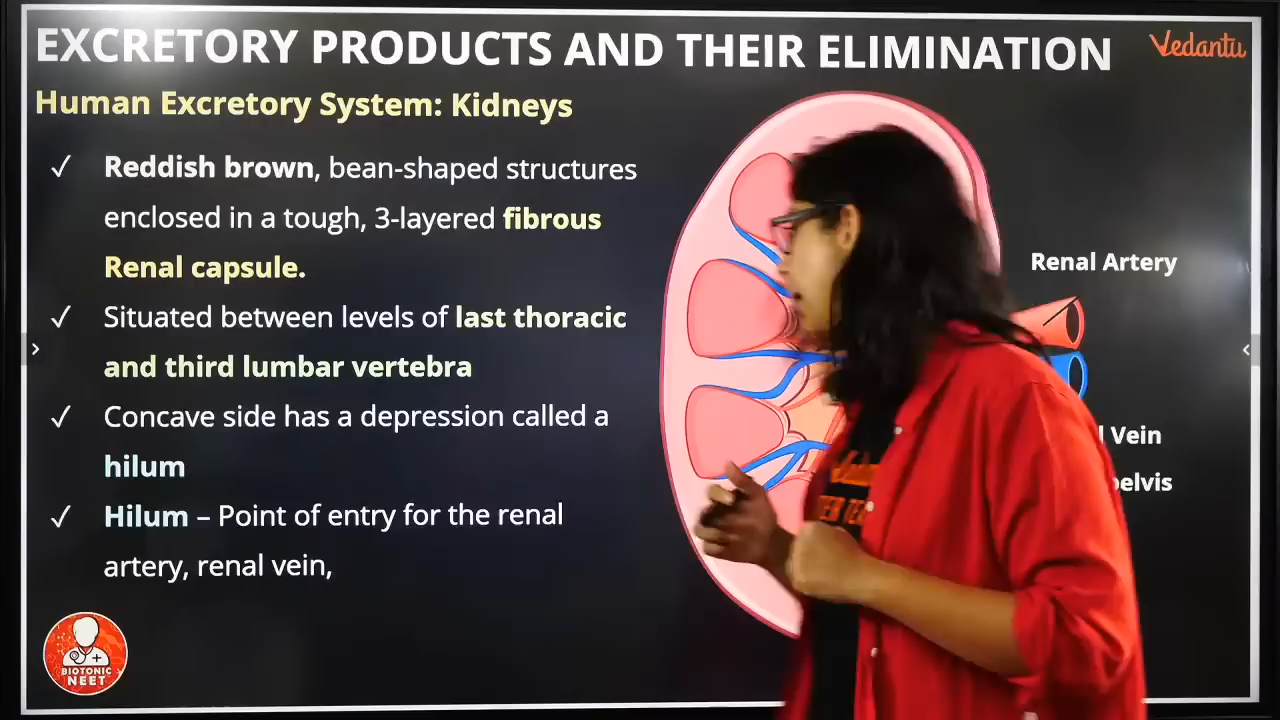 EXCRETORY PRODUCTS AND THEIR ELIMINATION
Vedantu
Human Excretory System: Kidneys
✓ Reddish brown, bean-shaped structures
enclosed in a tough, 3-layered fibrous
Renal capsule.
✓ Situated between levels of last thoracic
and third lumbar vertebra
✓ Concave side has a depression called a
hilum
✓ Hilum – Point of entry for the renal
artery, renal vein,
Renal Artery
Vein
pelvis
BIOTONIC
NEET